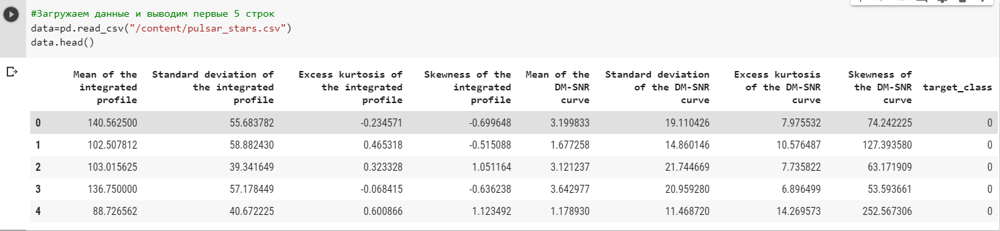 #Загружаем данные и выводим первые 5 строк
data=pd.read_csv("/content/pulsar_stars.csv")
data.head()
Mean of the Standard deviation of Excess kurtosis of Skewness of the Mean of the Standard deviation Excess kurtosis Skewness of
integrated the integrated the integrated integrated DM-SNR of the DM-SNR of the DM-SNR the DM-SNR target_class
profile profile profile profile curve curve curve curve
0 140.562500 55.683782 -0.234571 -0.699648 3.199833 19.110426 7.975532 74.242225 0
1 102.507812 58.882430 0.465318 -0.515088 1.677258 14.860146 10.576487 127.393580 0
2 103.015625 39.341649 0.323328 1.051164 3.121237 21.744669 7.735822 63.171909 0
3 136.750000 57.178449 -0.068415 -0.636238 3.642977 20.959280 6.896499 53.593661 0
4 88.726562 40.672225 0.600866 1.123492 1.178930 11.468720 14.269573 252.567306 0